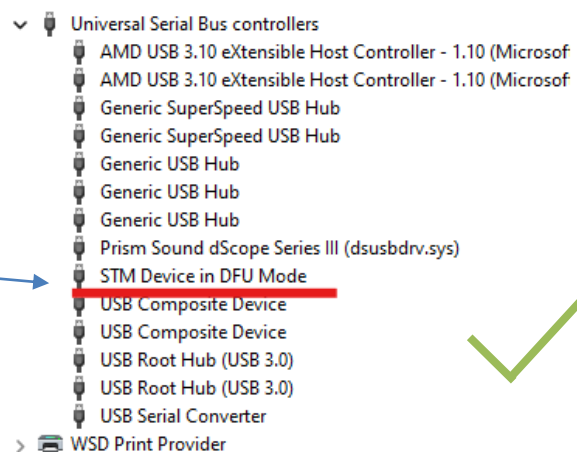 Universal Serial Bus controllers
AMD USB 3.10 eXtensible Host Controller - 1.10 (Microsof
AMD USB 3.10 eXtensible Host Controller - 1.10 (Microsof
Generic SuperSpeed USB Hub
Generic SuperSpeed USB Hub
Generic USB Hub
Generic USB Hub
Generic USB Hub
Prism Sound dScope Series III (dsusbdrv.sys)
STM Device in DFU Mode
USB Composite Device
USB Composite Device
USB Root Hub (USB 3.0)
USB Root Hub (USB 3.0)
USB Serial Converter
WSD Print Provider